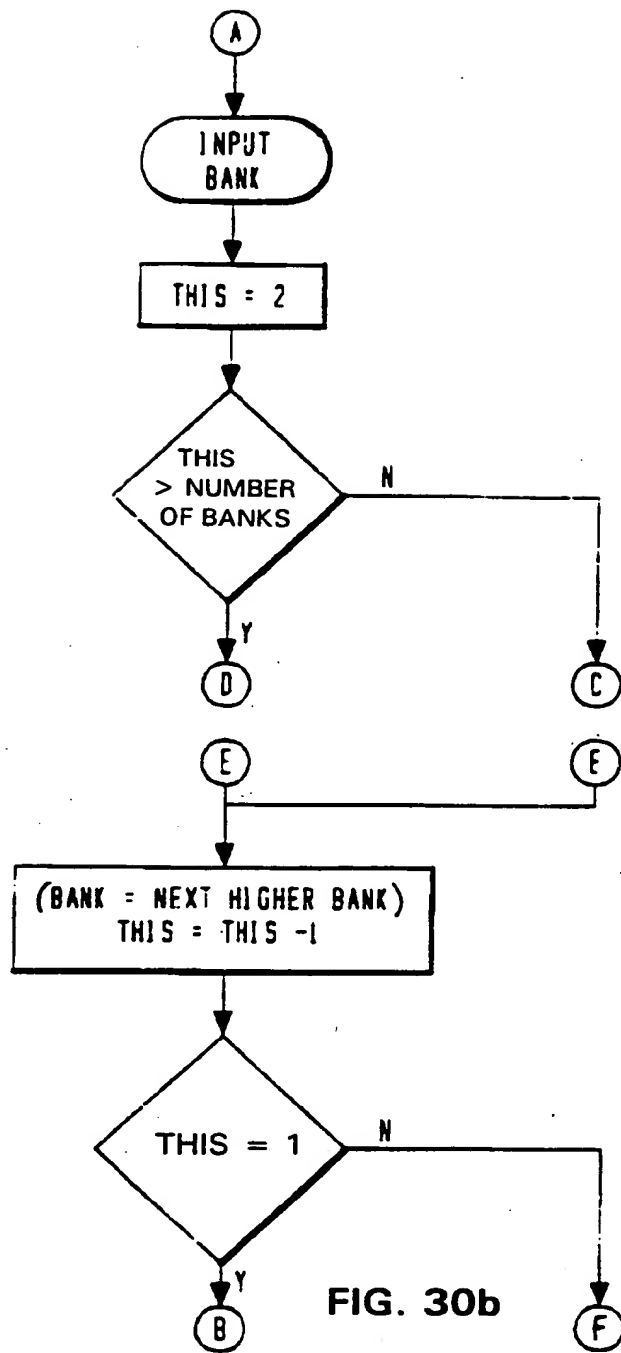 A
INPUT
BANK
THIS = 2
THIS
> NUMBER
OF BANKS
N
Y
D
C
E
E
(BANK = NEXT HIGHER BANK)
THIS = THIS -1
THIS = 1
N
Y
B
FIG. 30b
F